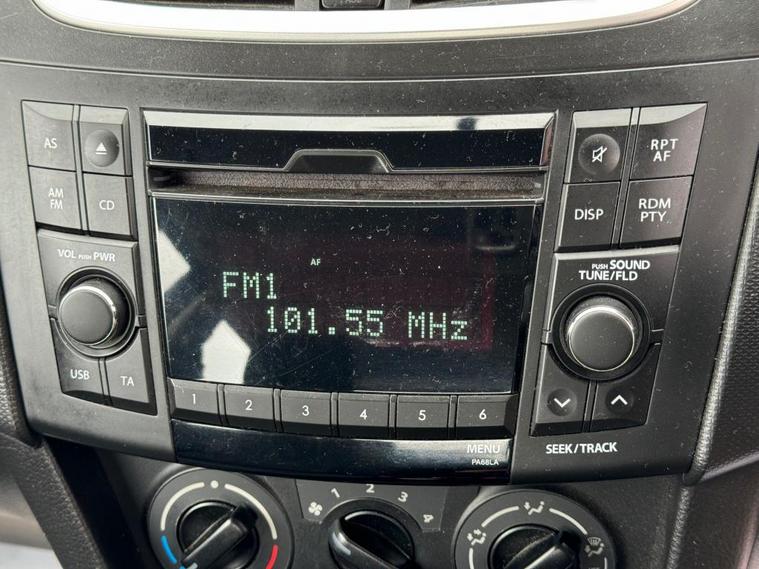 AS
RPT
AF
AM
FM
CD
DISP
RDM
PTY
VOL PUSH PWR
AF
FM1
101.55 MHz
PUSH SOUND
TUNE/FLD
USB
TA
1 2 3 4 5 6
MENU
PA68LA
SEEK/TRACK
1 2 3 4